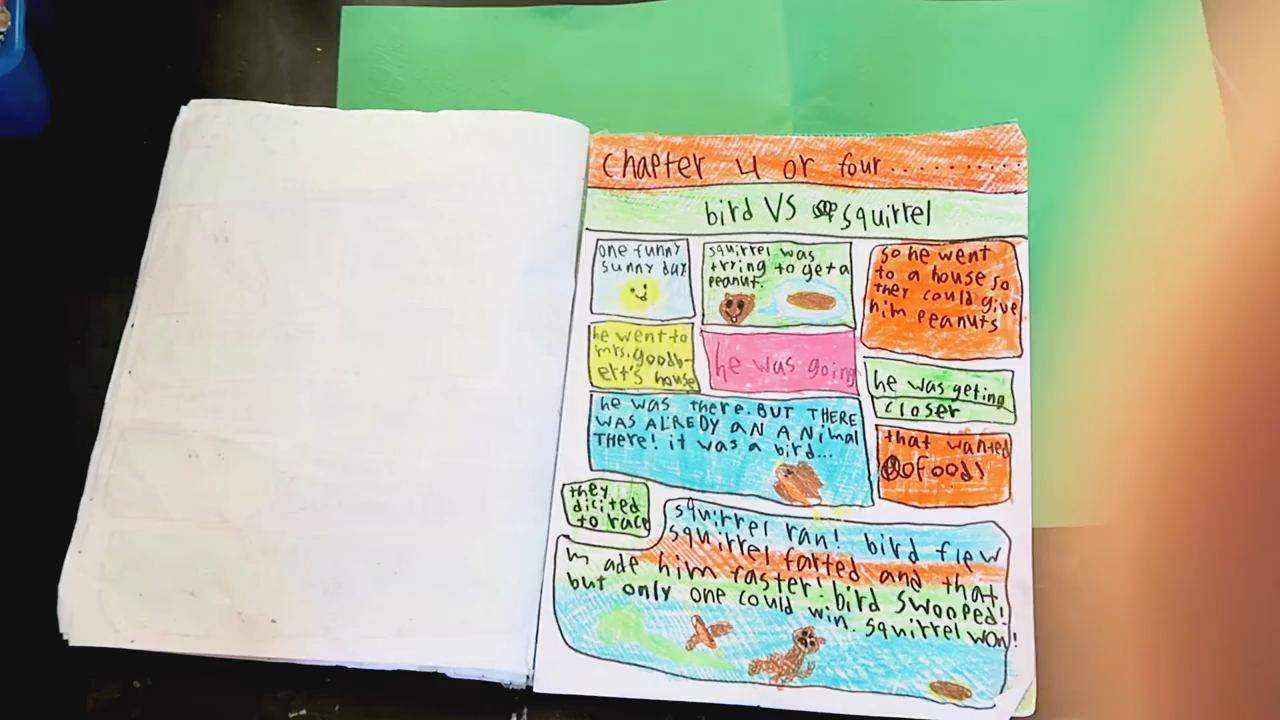 Chapter 4 or four..........
bird VS squirrel
one funny
sunny day
squirrel was
trying to get a
peanut.
so he went
to a house so
they could give
him peanuts
he went to
mrs. goodb-
ert's house
he was going
he was geting
closer
he was there. BUT THERE
WAS ALREDY AN ANimal
THERE! it was a bird...
that wanted
food!
they
dicited
to race
squirrel ran! bird flew
squirrel farted and that
made him faster! bird swooped!
but only one could win. squirrel won!